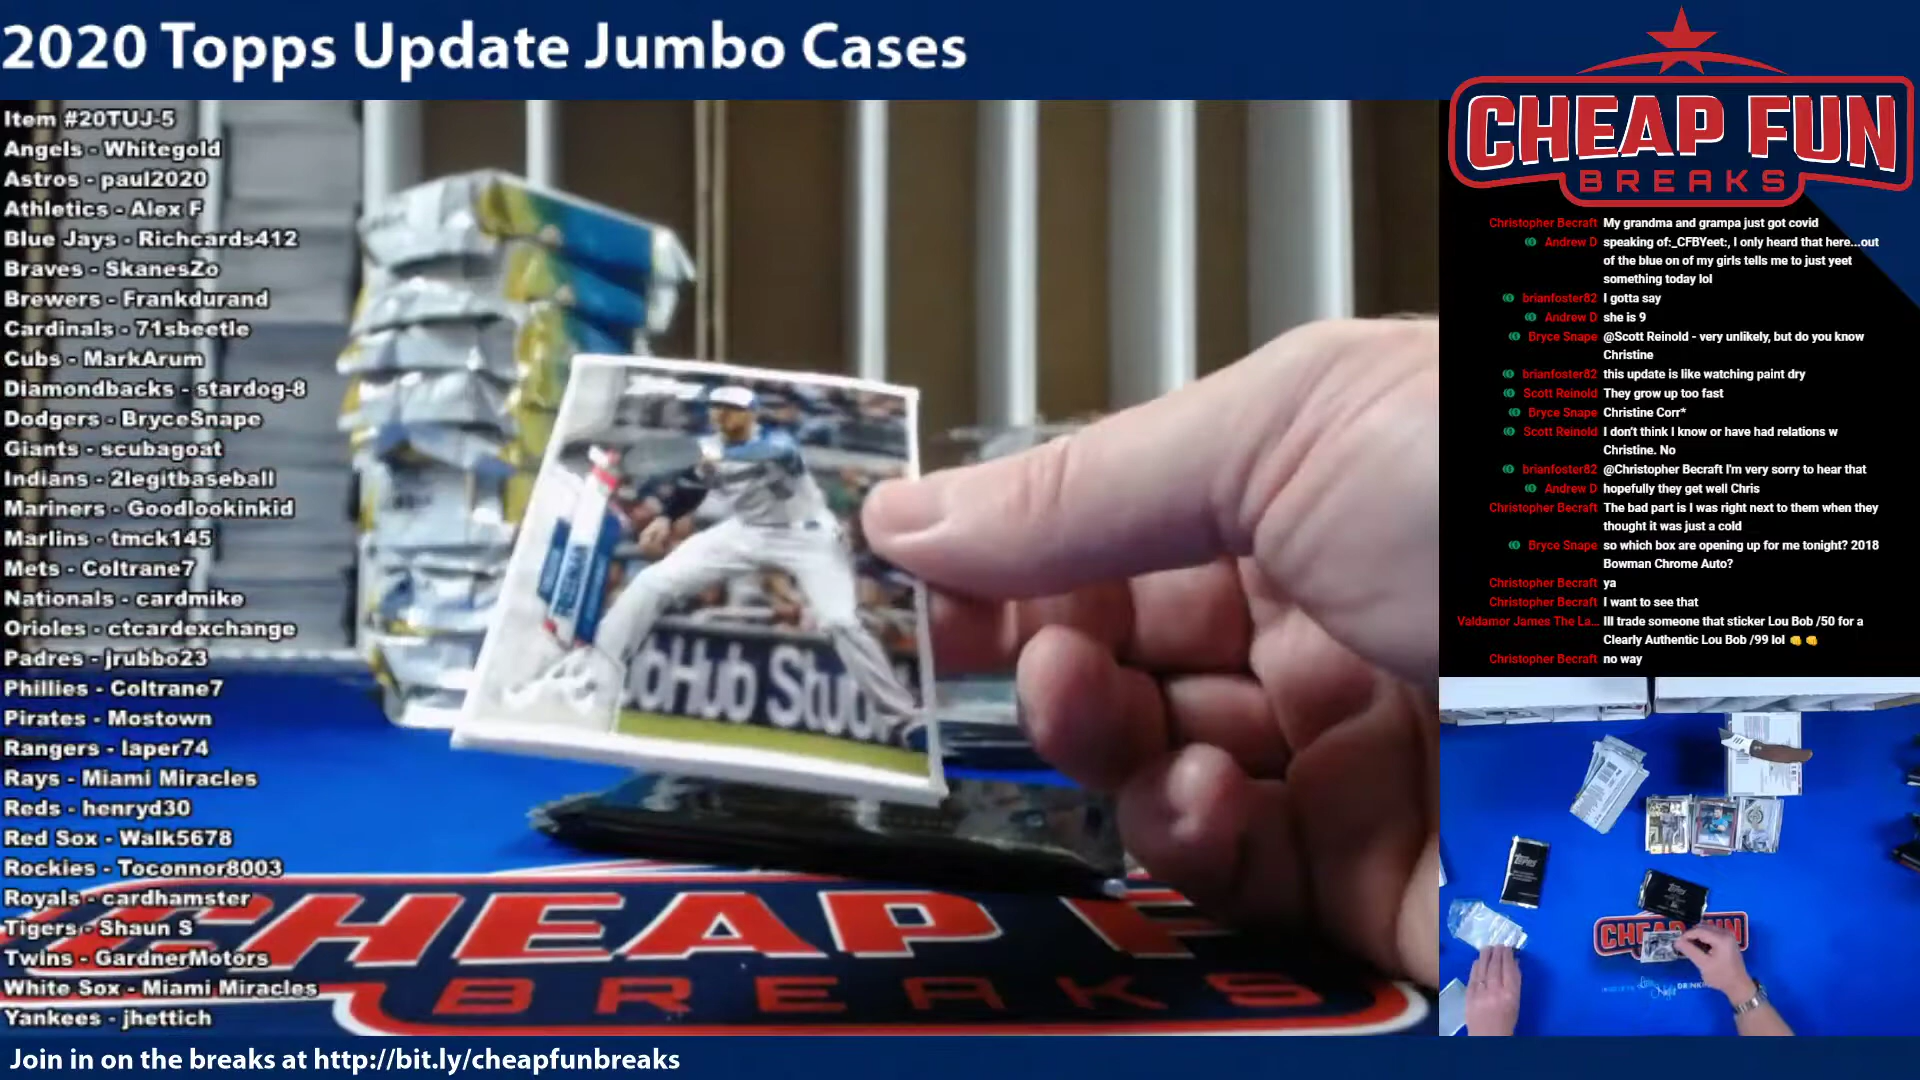 2020 Topps Update Jumbo Cases
Item #20TUJ-5
Angels - Whitegold
Astros - paul2020
Athletics - Alex F
Blue Jays - Richcards412
Braves - SkanesZo
Brewers - Frankdurand
Cardinals - 71sbeetle
Cubs - MarkArum
Diamondbacks - stardog-8
Dodgers - BryceSnape
Giants - scubagoat
Indians - 2legitbaseball
Mariners - Goodlookinkid
Marlins - tmck145
Mets - Coltrane7
Nationals - cardmike
Orioles - ctcardexchange
Padres - jrubbo23
Phillies - Coltrane7
Pirates - Mostown
Rangers - laper74
Rays - Miami Miracles
Reds - henryd30
Red Sox - Walk5678
Rockies - Toconnor8003
Royals - cardhamster
Tigers - Shaun S
Twins - GardnerMotors
White Sox - Miami Miracles
Yankees - jhettich
CHEAP F
BREAKS
Join in on the breaks at http://bit.ly/cheapfunbreaks
CHEAP FUN
BREAKS
Christopher Becraft My grandma and grampa just got covid
Andrew D speaking of:_CFBYeet:, I only heard that here...out
of the blue on of my girls tells me to just yeet
something today lol
brianfoster82 I gotta say
Andrew D she is 9
Bryce Snape @Scott Reinold - very unlikely, but do you know
Christine
brianfoster82 this update is like watching paint dry
Scott Reinold They grow up too fast
Bryce Snape Christine Corr*
Scott Reinold I don't think I know or have had relations w
Christine. No
brianfoster82 @Christopher Becraft I'm very sorry to hear that
Andrew D hopefully they get well Chris
Christopher Becraft The bad part is I was right next to them when they
thought it was just a cold
Bryce Snape so which box are opening up for me tonight? 2018
Bowman Chrome Auto?
Christopher Becraft ya
Christopher Becraft I want to see that
Valdamor James The La... Ill trade someone that sticker Lou Bob /50 for a
Clearly Authentic Lou Bob /99 lol 👊👊
Christopher Becraft no way